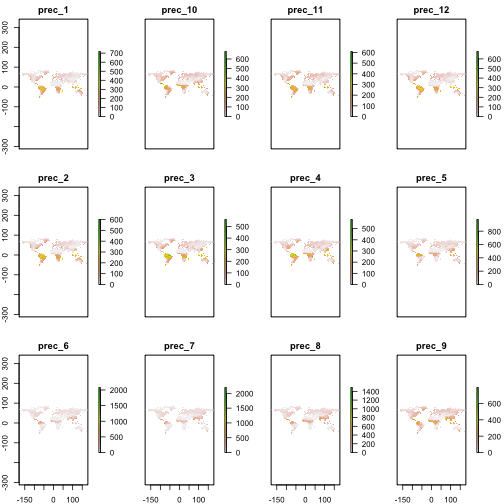 prec_1 prec_10 prec_11 prec_12
300 700 600 600 600
200 600 500 500 500
100 500 400 400 400
0 400 300 300 300
-100 300 200 200 200
-300 200 100 100 100
100 0 0 0
0
prec_2 prec_3 prec_4 prec_5
300 600 500 500 800
200 500 400 400 600
100 400 300 300 400
0 300 200 200 200
-100 200 100 100 0
-300 100 0 0
0
prec_6 prec_7 prec_8 prec_9
300 2000 2000 1400 600
200 1500 1500 1200 400
100 1000 1000 1000 200
0 500 500 800 0
-100 0 0 600
-300 400
200
0
-150 0 100 -150 0 100 -150 0 100 -150 0 100